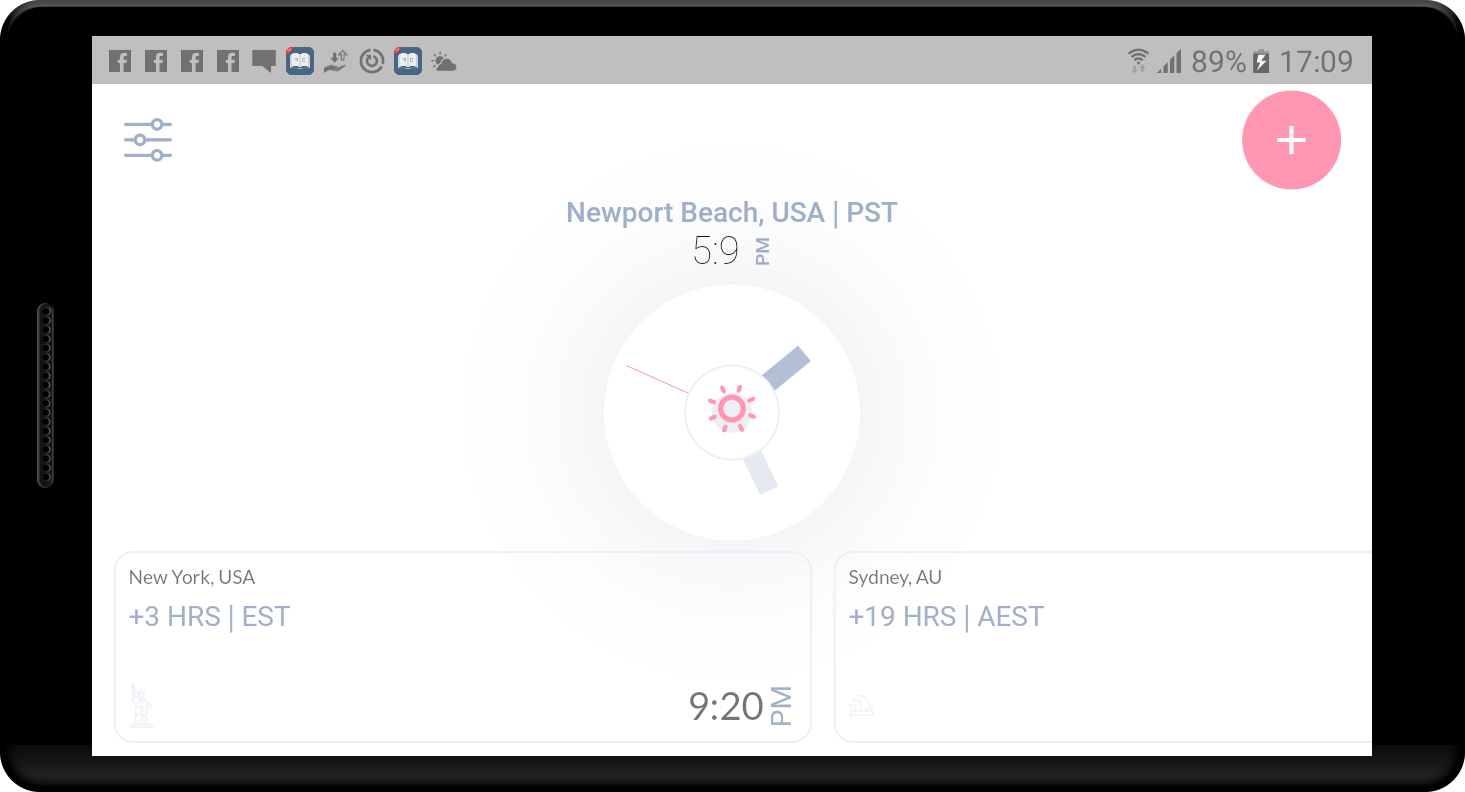 89% 17:09
+
Newport Beach, USA | PST
5:9 PM
New York, USA
+3 HRS | EST
9:20 PM
Sydney, AU
+19 HRS | AEST